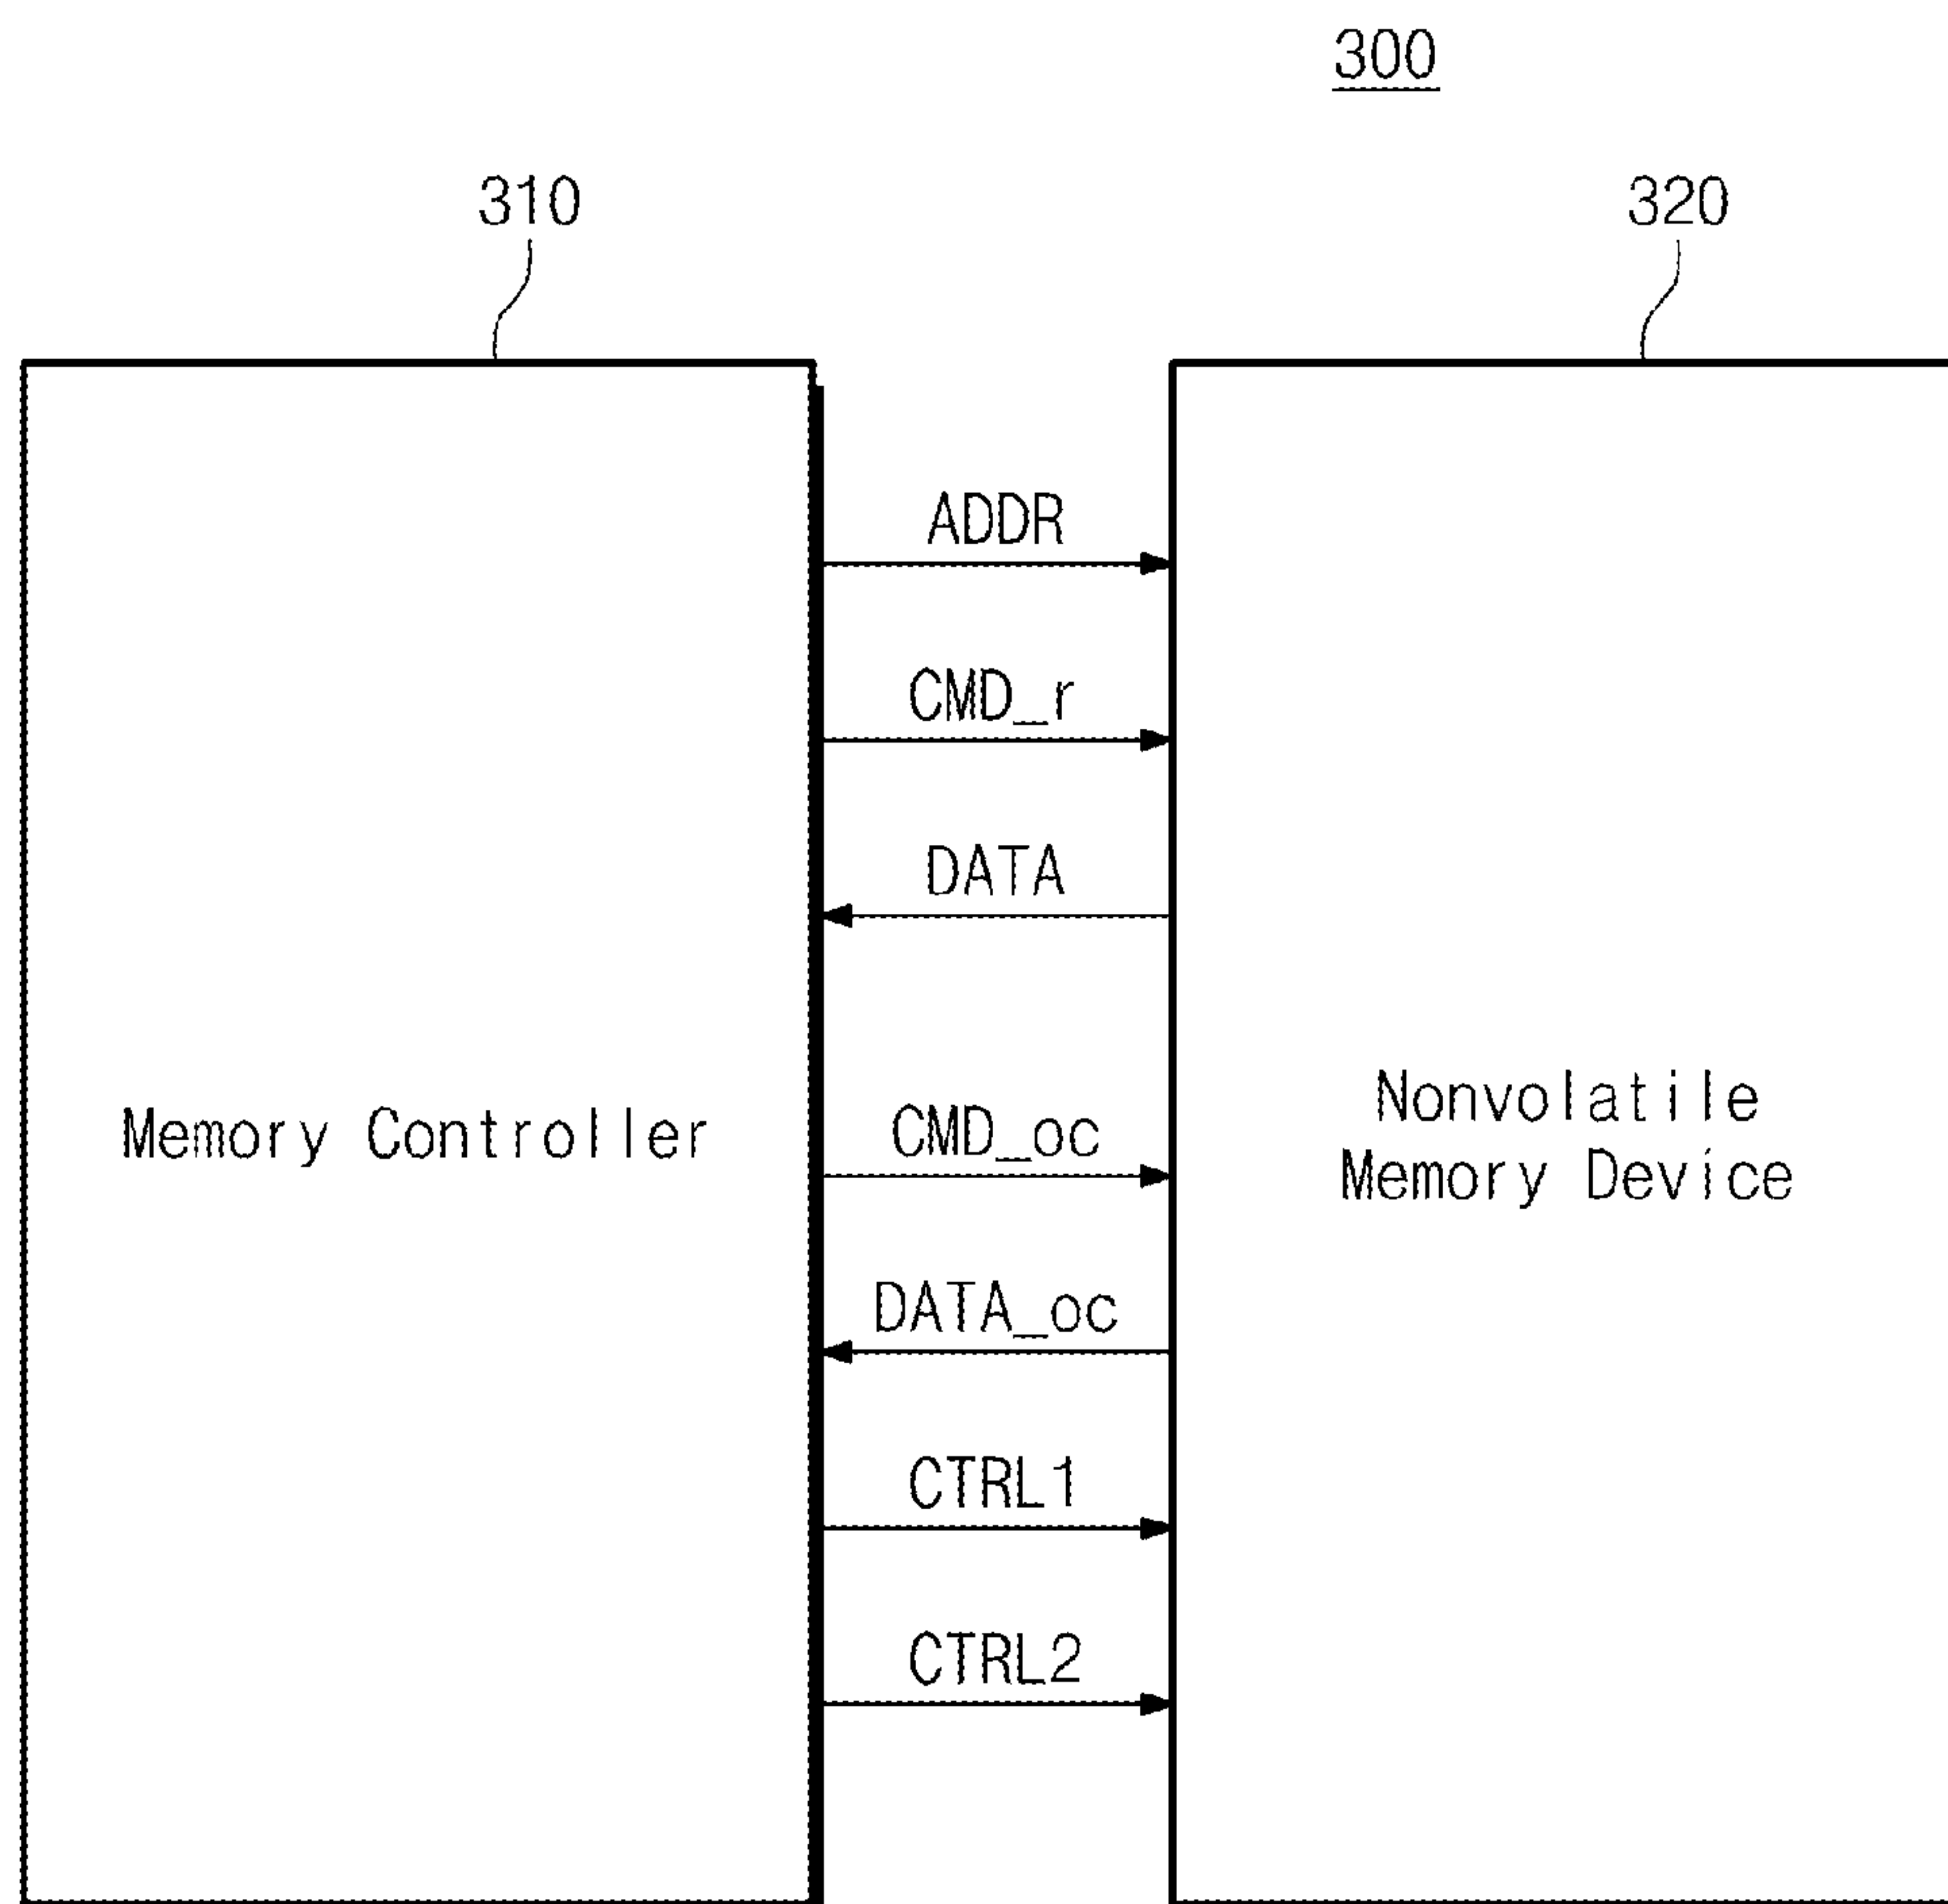 300
310
320
ADDR
CMD_r
DATA
Memory Controller
CMD_oc
Nonvolatile
Memory Device
DATA_oc
CTRL1
CTRL2